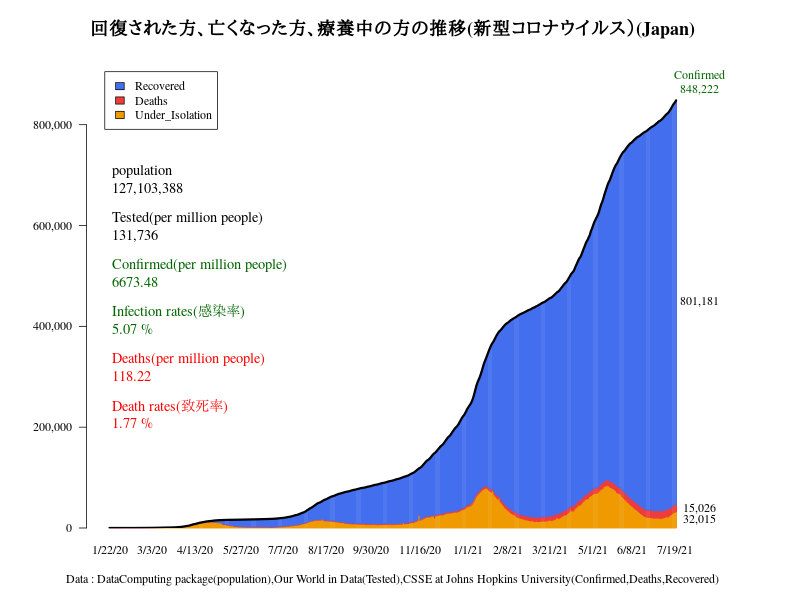 回復された方、亡くなった方、療養中の方の推移(新型コロナウイルス)(Japan)
Confirmed
848,222
Recovered
Deaths
Under_Isolation
800,000
population
127,103,388
Tested(per million people)
131,736
600,000
Confirmed(per million people)
6673.48
801,181
Infection rates(感染率)
5.07 %
400,000
Deaths(per million people)
118.22
Death rates(致死率)
1.77 %
200,000
15,026
32,015
0
1/22/20 3/3/20 4/13/20 5/27/20 7/7/20 8/17/20 9/30/20 11/16/20 1/1/21 2/8/21 3/21/21 5/1/21 6/8/21 7/19/21
Data : DataComputing package(population),Our World in Data(Tested),CSSE at Johns Hopkins University(Confirmed,Deaths,Recovered)